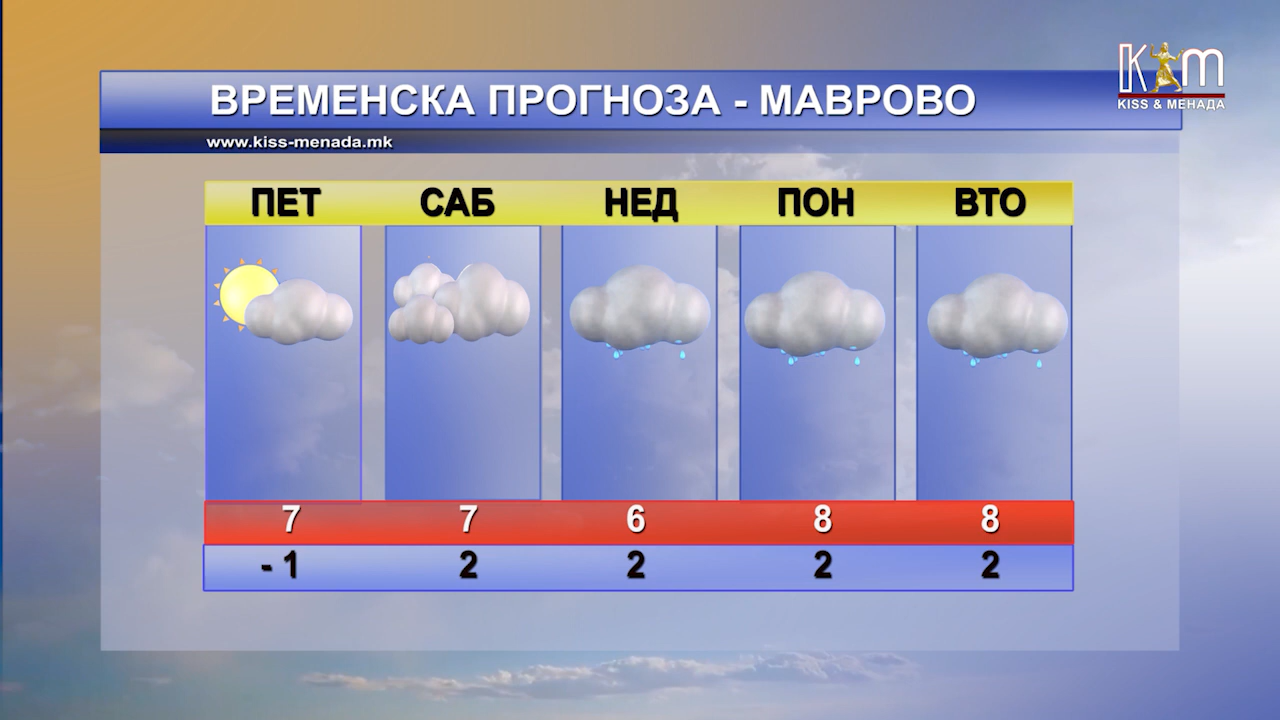 ВРЕМЕНСКА ПРОГНОЗА - МАВРОВО
www.kiss-menada.mk
KM
KISS & МЕНАДА
ПЕТ САБ НЕД ПОН ВТО
7 7 6 8 8
- 1 2 2 2 2